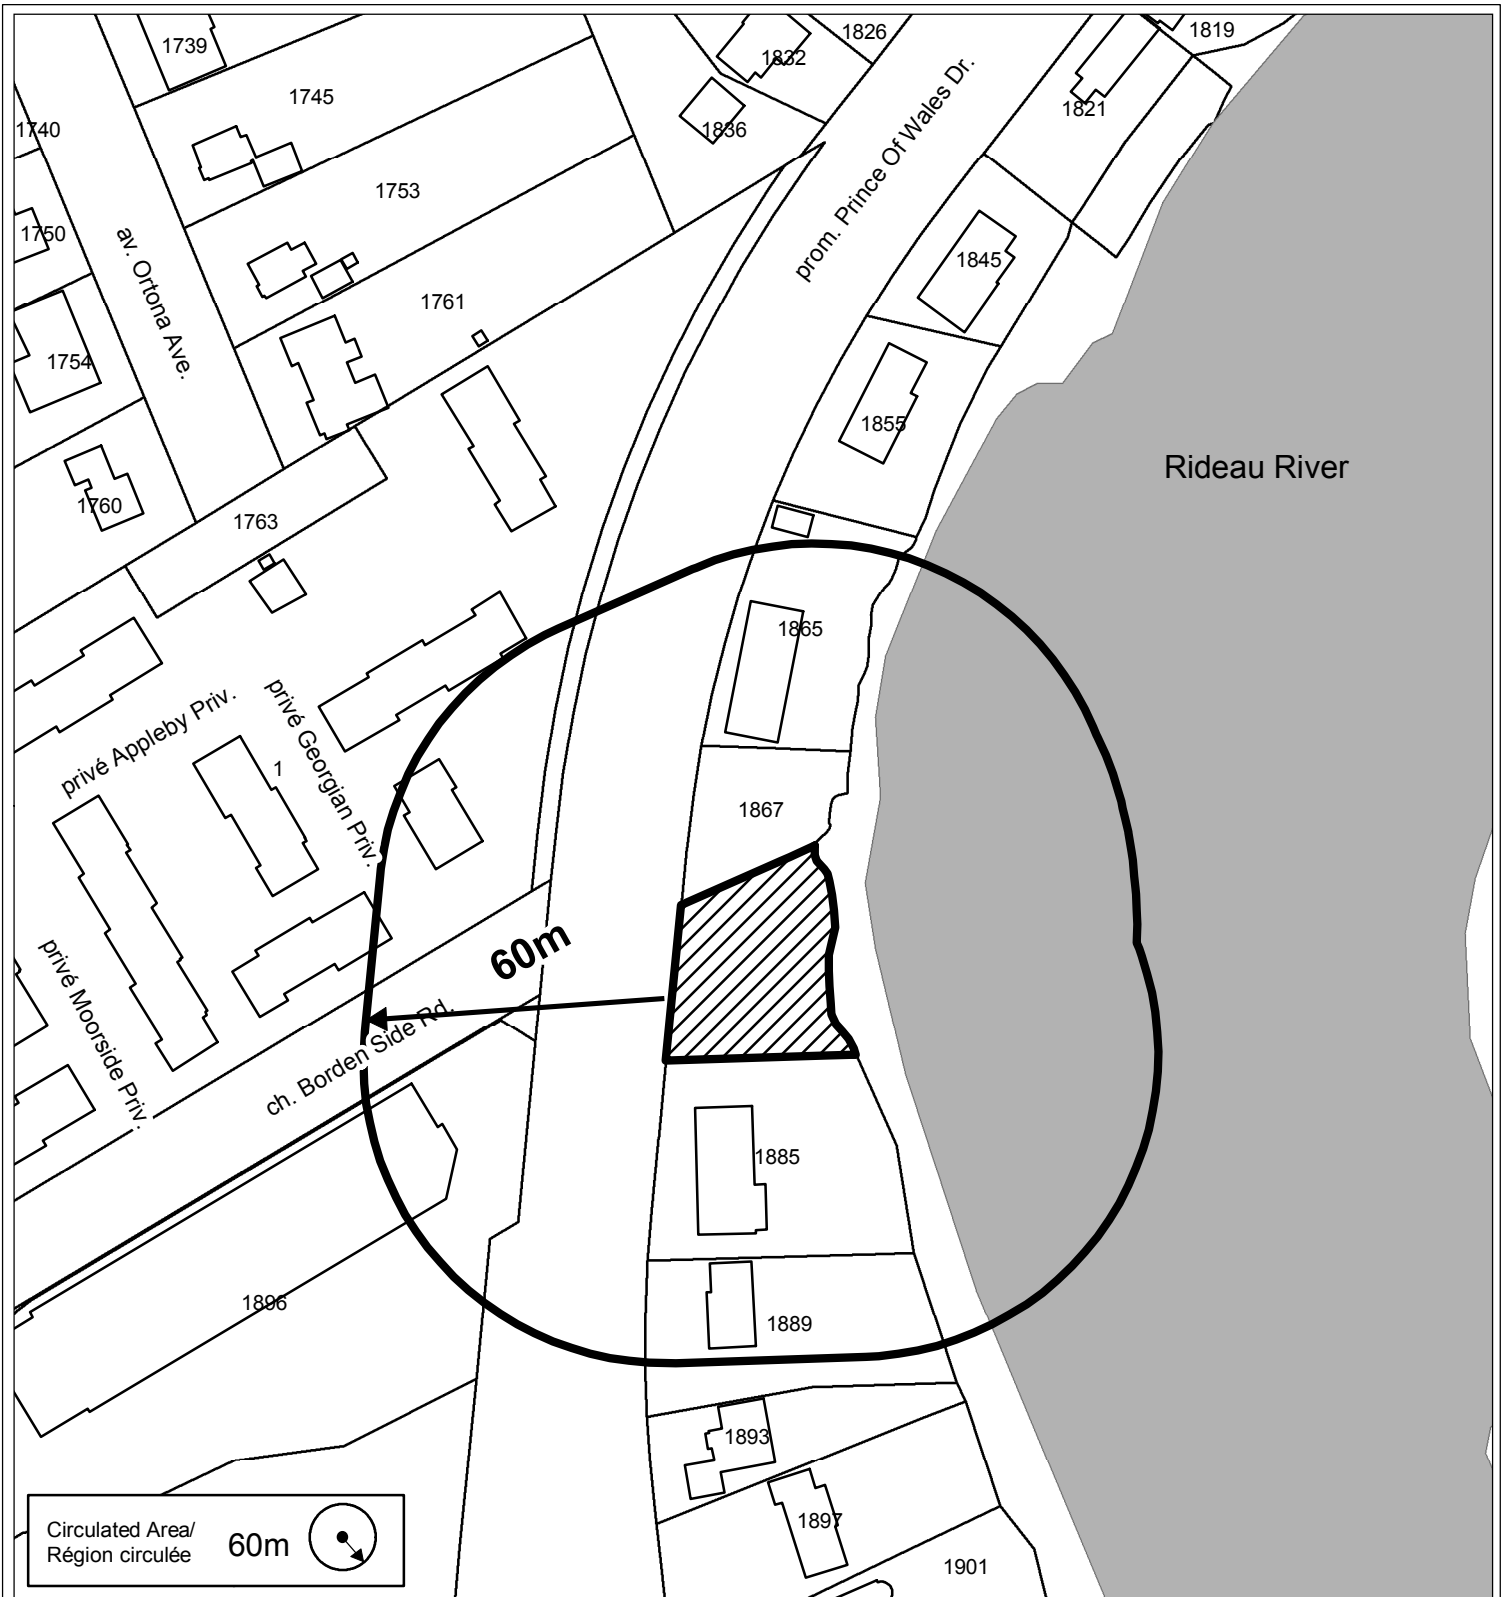 1739
1826
1819
1832
1745
1821
1740
1836
1753
prom. Prince Of Wales Dr.
1750
av. Ortona Ave.
1845
1761
1754
1855
Rideau River
1760
1763
1865
privé Appleby Priv.
privé Georgian Priv.
1
1867
60m
privé Moorside Priv.
ch. Borden Side Rd.
1885
1896
1889
1893
1897
1901
Circulated Area/
Région circulée
60m